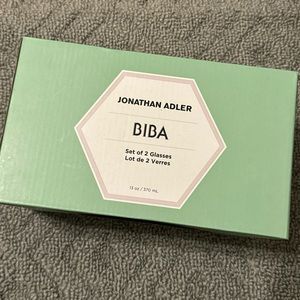 JONATHAN ADLER
BIBA
Set of 2 Glasses
Lot de 2 Verres
13 oz / 370 mL